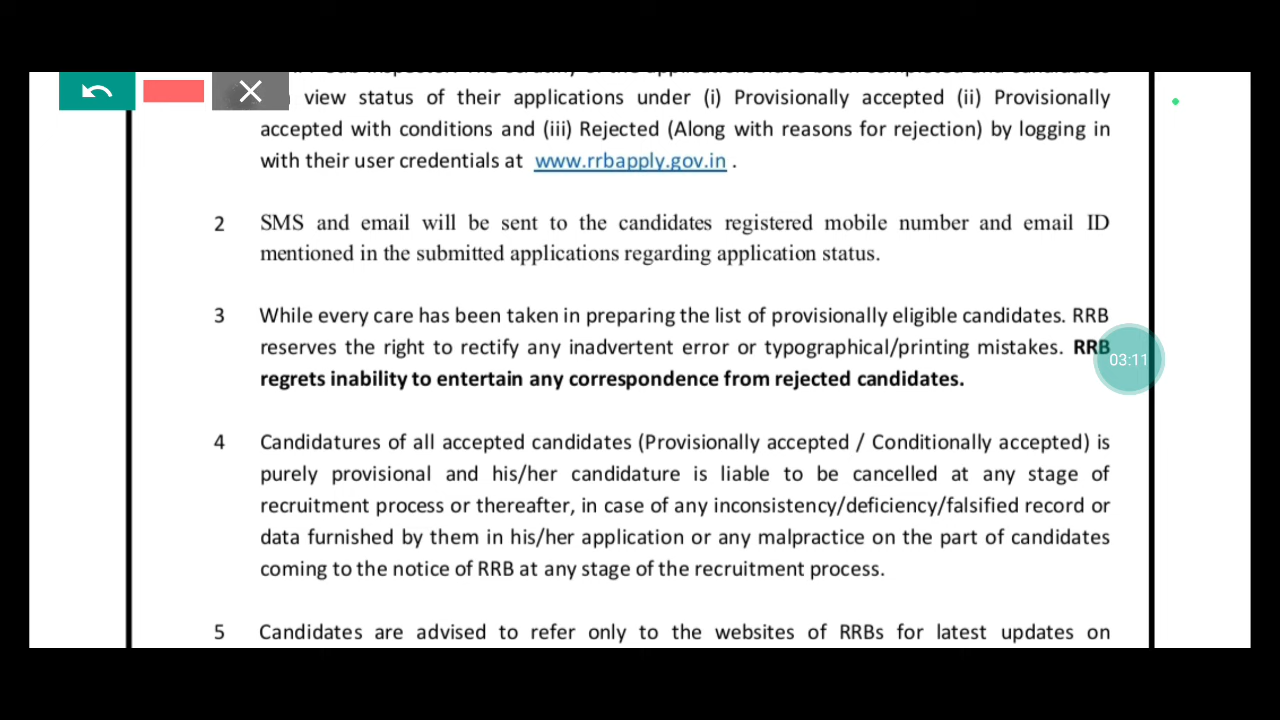 view status of their applications under (i) Provisionally accepted (ii) Provisionally
accepted with conditions and (iii) Rejected (Along with reasons for rejection) by logging in
with their user credentials at www.rrbapply.gov.in .
2 SMS and email will be sent to the candidates registered mobile number and email ID
mentioned in the submitted applications regarding application status.
3 While every care has been taken in preparing the list of provisionally eligible candidates. RRB
reserves the right to rectify any inadvertent error or typographical/printing mistakes. RRB
regrets inability to entertain any correspondence from rejected candidates.
03:11
4 Candidatures of all accepted candidates (Provisionally accepted / Conditionally accepted) is
purely provisional and his/her candidature is liable to be cancelled at any stage of
recruitment process or thereafter, in case of any inconsistency/deficiency/falsified record or
data furnished by them in his/her application or any malpractice on the part of candidates
coming to the notice of RRB at any stage of the recruitment process.
5 Candidates are advised to refer only to the websites of RRBs for latest updates on